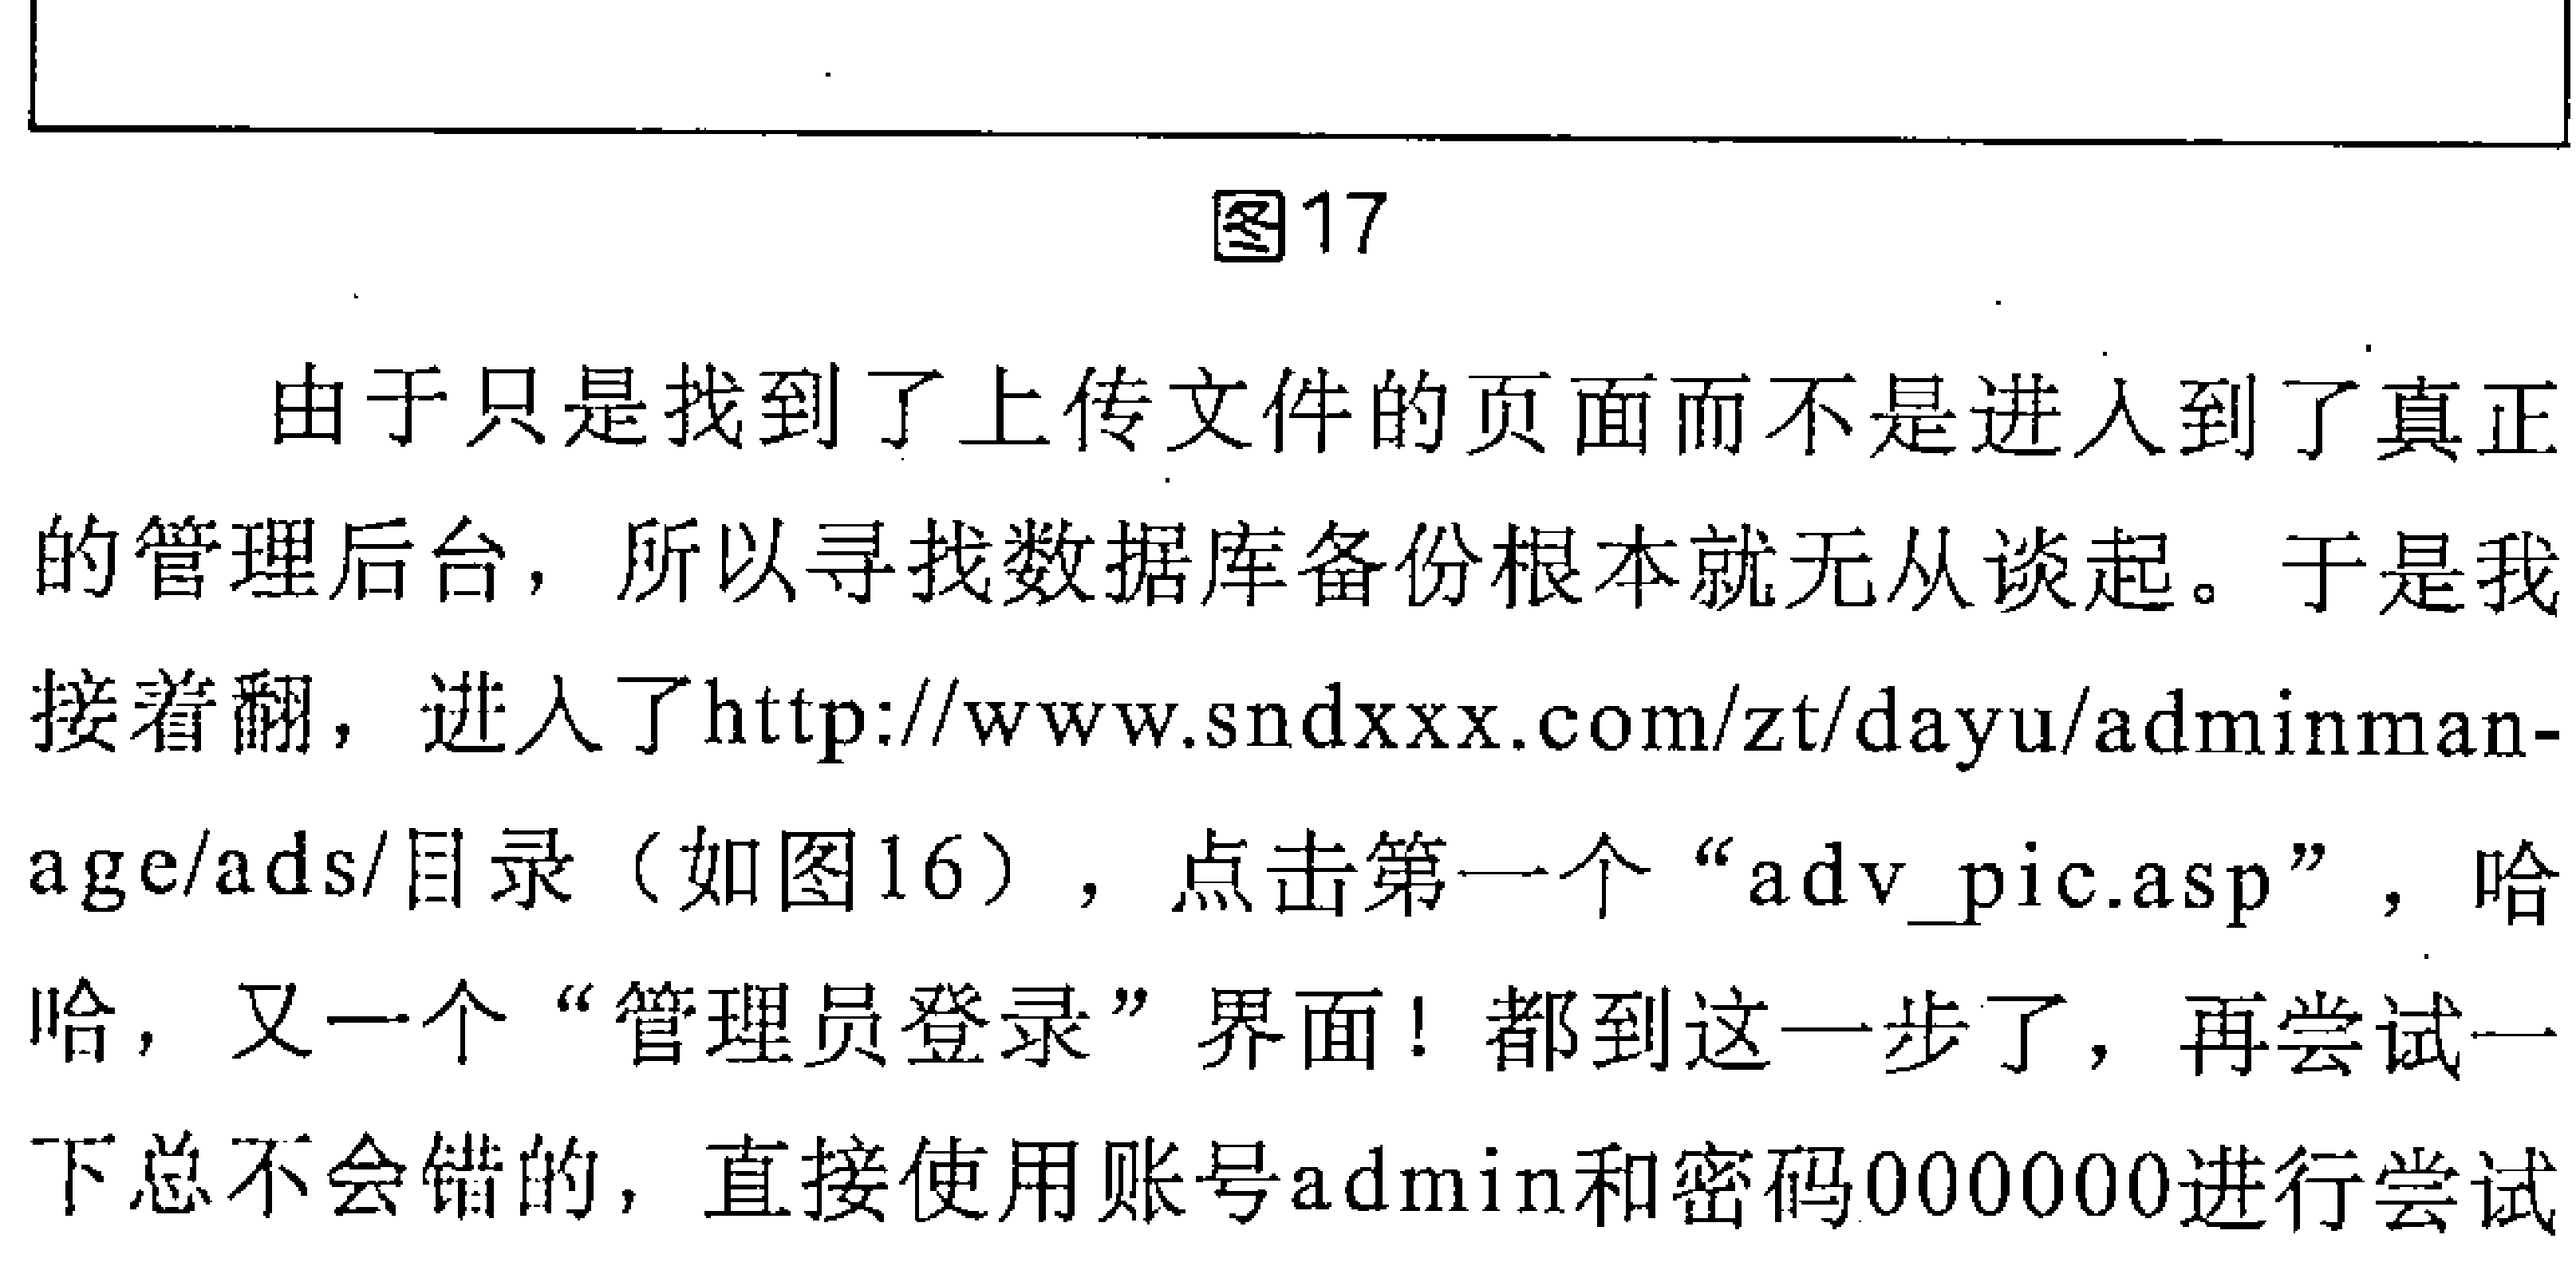 图17
由于只是找到了上传文件的页面而不是进入到了真正
的管理后台，所以寻找数据库备份根本就无从谈起。于是我
接着翻，进入了http://www.sndxxx.com/zt/dayu/adminman-
age/ads/目录（如图16），点击第一个“adv_pic.asp”，哈
哈，又一个“管理员登录”界面！都到这一步了，再尝试一
下总不会错的，直接使用账号admin和密码000000进行尝试